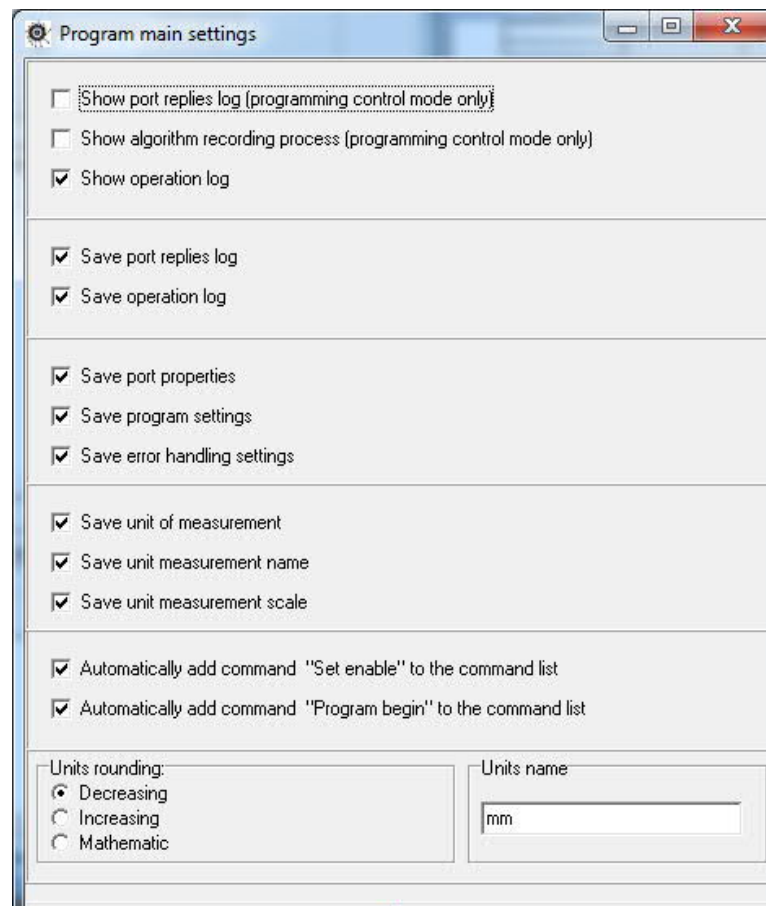 Program main settings
Show port replies log (programming control mode only)
Show algorithm recording process (programming control mode only)
Show operation log
Save port replies log
Save operation log
Save port properties
Save program settings
Save error handling settings
Save unit of measurement
Save unit measurement name
Save unit measurement scale
Automatically add command "Set enable" to the command list
Automatically add command "Program begin" to the command list
Units rounding:
Decreasing
Increasing
Mathematic
Units name
mm